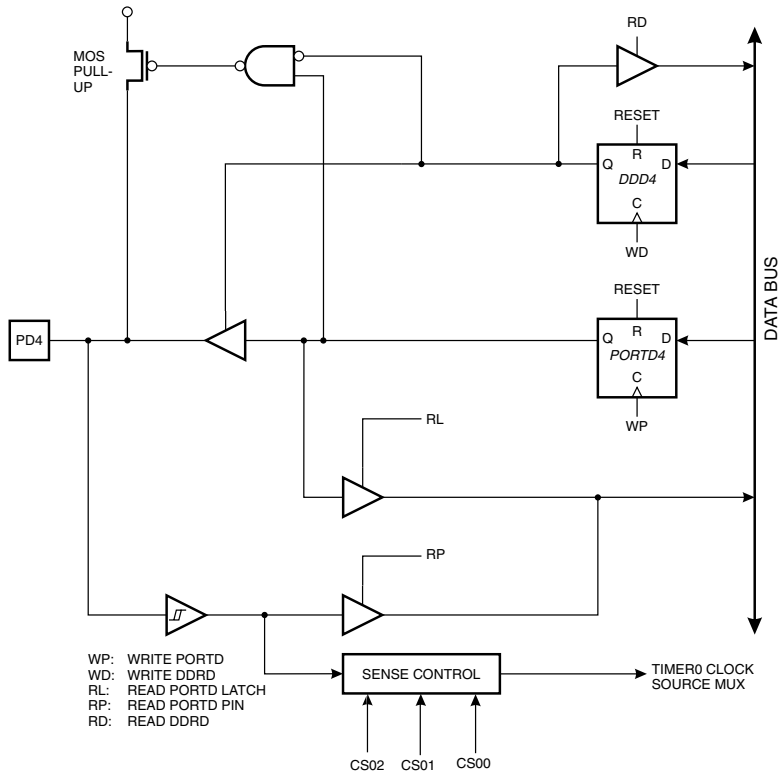 RD
MOS
PULL-
UP
RESET
R
Q
D
DDD4
C
WD
DATA BUS
RESET
PD4
R
Q
D
PORTD4
C
WP
RL
RP
WP: WRITE PORTD
WD: WRITE DDRD
RL: READ PORTD LATCH
RP: READ PORTD PIN
RD: READ DDRD
SENSE CONTROL
TIMER0 CLOCK
SOURCE MUX
CS02
CS01
CS00